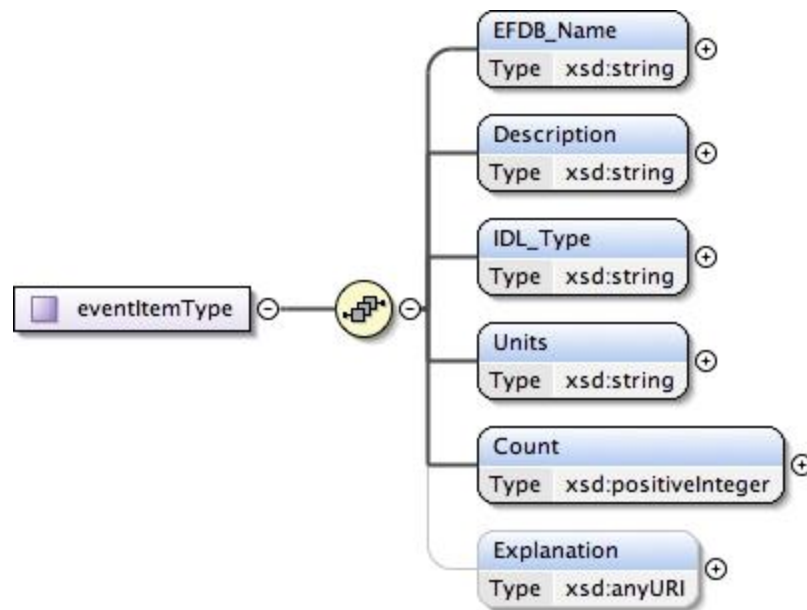 EFDB_Name
Type xsd:string
Description
Type xsd:string
IDL_Type
Type xsd:string
eventItemType
Units
Type xsd:string
Count
Type xsd:positiveInteger
Explanation
Type xsd:anyURI